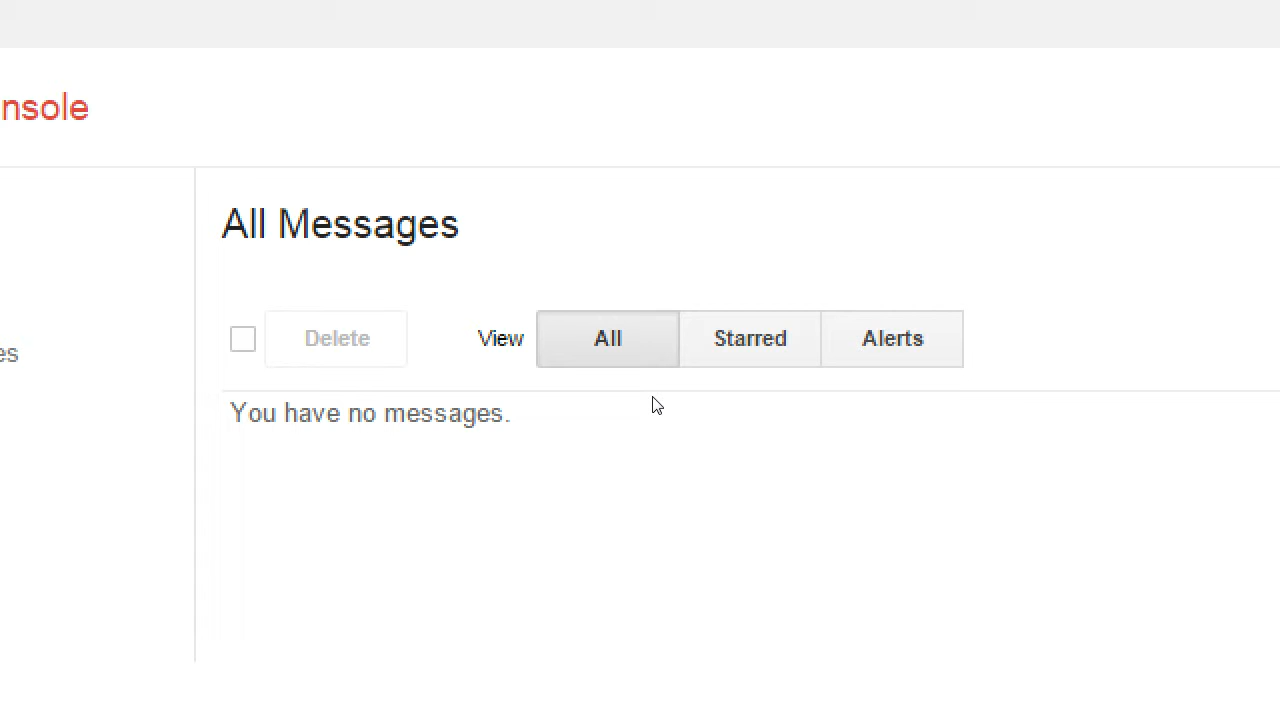 nsole
All Messages
es
Delete View All Starred Alerts
You have no messages.